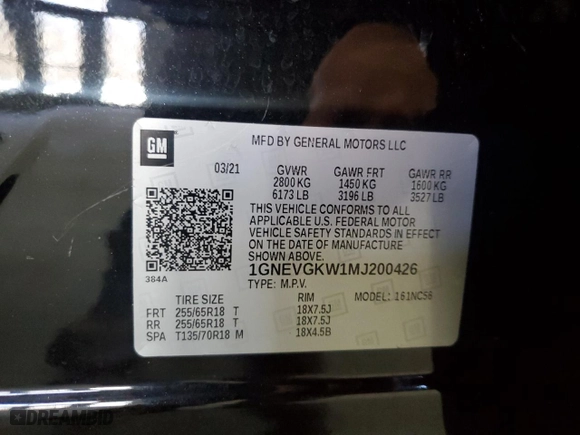 GM
MFD BY GENERAL MOTORS LLC
03/21 GVWR GAWR FRT GAWR RR
2800 KG 1450 KG 1600 KG
6173 LB 3196 LB 3527 LB
THIS VEHICLE CONFORMS TO ALL
APPLICABLE U.S. FEDERAL MOTOR
VEHICLE SAFETY STANDARDS IN EFFECT
ON THE DATE OF MANUFACTURE
SHOWN ABOVE.
384A
1GNEVGKW1MJ200426
TYPE: M.P.V. MODEL: 161NCS6
TIRE SIZE RIM
FRT 255/65R18 T 18X7.5J
RR 255/65R18 T 18X7.5J
SPA T135/70R18 M 18X4.5B
DREAMBID